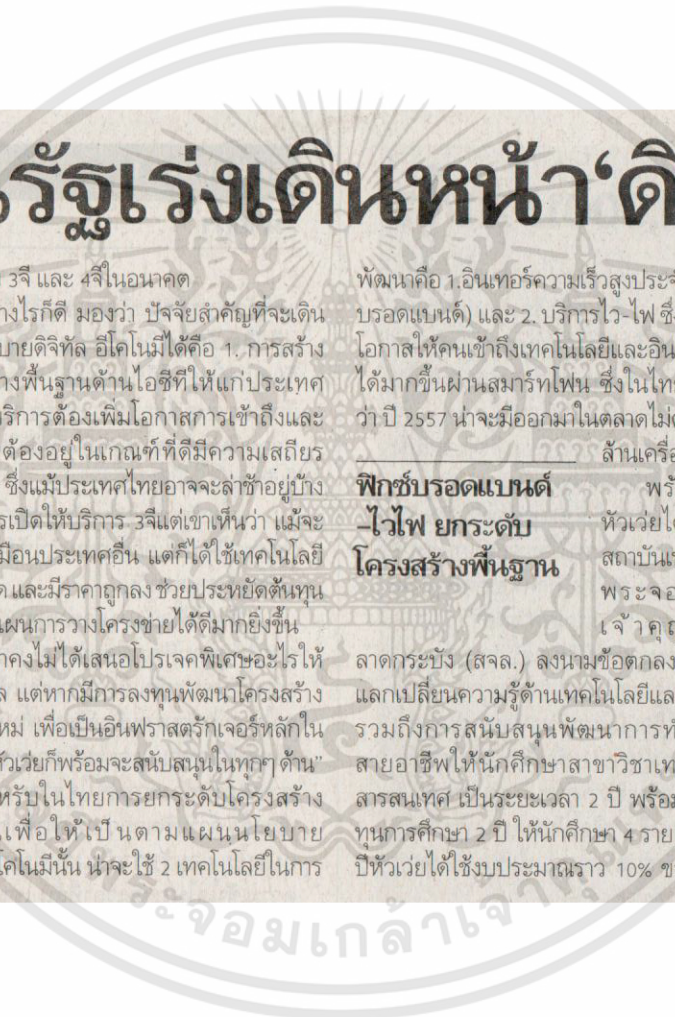 รัฐเร่งเดินหน้า ‘ดิ
3จี และ 4จีในอนาคต
างไรก็ดี มองว่า ปัจจัยสำคัญที่จะเดิน
บายดิจิทัล อีโคโนมีได้คือ 1. การสร้าง
างพื้นฐานด้านไอซีทีให้แก่ประเทศ
ริการต้องเพิ่มโอกาสการเข้าถึงและ
ต้องอยู่ในเกณฑ์ที่ดีมีความเสถียร
ซึ่งแม้ประเทศไทยอาจจะล่าช้าอยู่บ้าง
รเปิดให้บริการ 3จีแต่เขาเห็นว่า แม้จะ
มือนประเทศอื่น แต่ก็ได้ใช้เทคโนโลยี
ด และมีราคาถูกลง ช่วยประหยัดต้นทุน
แผนการวางโครงข่ายได้ดีมากยิ่งขึ้น
าคงไม่ได้เสนอโปรเจคพิเศษอะไรให้
ล แต่หากมีการลงทุนพัฒนาโครงสร้าง
หม่ เพื่อเป็นอินฟราสตรักเจอร์หลักใน
หัวเว่ยก็พร้อมจะสนับสนุนในทุกๆ ด้าน”
หรับในไทยการยกระดับโครงสร้าง
เพื่อให้เป็นตามแผนนโยบาย
โคโนมีนั้น น่าจะใช้ 2 เทคโนโลยีในการ
พัฒนาคือ 1.อินเทอร์ความเร็วสูงประจ
บรอดแบนด์) และ 2. บริการไว-ไฟ ซึ่
โอกาสให้คนเข้าถึงเทคโนโลยีและอิน
ได้มากขึ้นผ่านสมาร์ทโฟน ซึ่งในไทย
ว่า ปี 2557 น่าจะมีออกมาในตลาดไม่
ล้านเครื่อ
ฟิกซ์บรอดแบนด์
-ไวไฟ ยกระดับ
โครงสร้างพื้นฐาน
พร้
หัวเว่ยได้
สถาบันเท
พระจอ
เจ้าคุณ
ลาดกระบัง (สจล.) ลงนามข้อตกลง
แลกเปลี่ยนความรู้ด้านเทคโนโลยีแล
รวมถึงการสนับสนุนพัฒนาการท
สายอาชีพให้นักศึกษาสาขาวิชาเท
สารสนเทศ เป็นระยะเวลา 2 ปี พร้อม
ทุนการศึกษา 2 ปี ให้นักศึกษา 4 ราย
ปีหัวเว่ยได้ใช้งบประมาณราว 10% ข
พระจอมเกล้าเจ้าคุณ